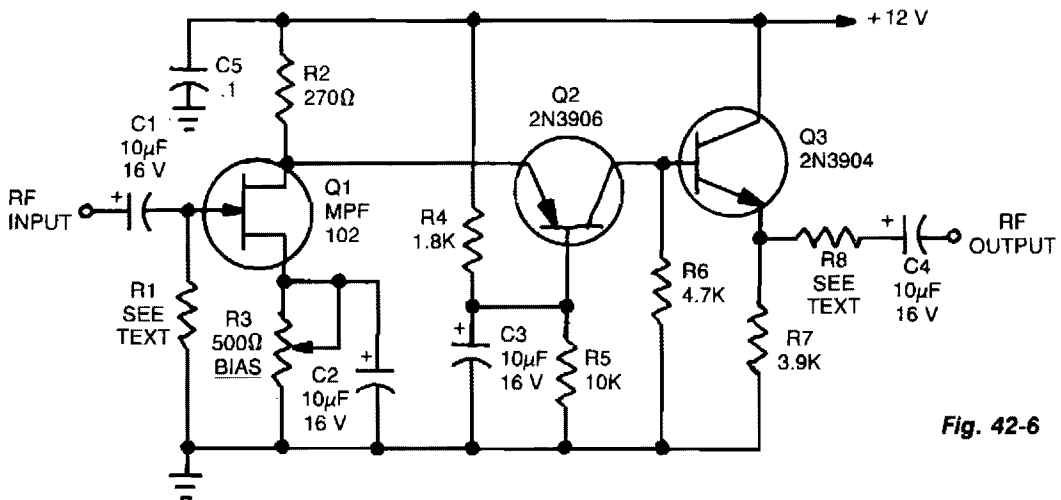 +12 V
C5
.1
R2
270Ω
Q2
2N3906
Q3
2N3904
C1
10μF
16 V
+
RF
INPUT
Q1
MPF
102
R4
1.8K
R1
SEE
TEXT
R3
500Ω
BIAS
C2
10μF
16 V
+
+
C3
10μF
16 V
R5
10K
R6
4.7K
R8
SEE
TEXT
+
C4
10μF
16 V
RF
OUTPUT
R7
3.9K
Fig. 42-6